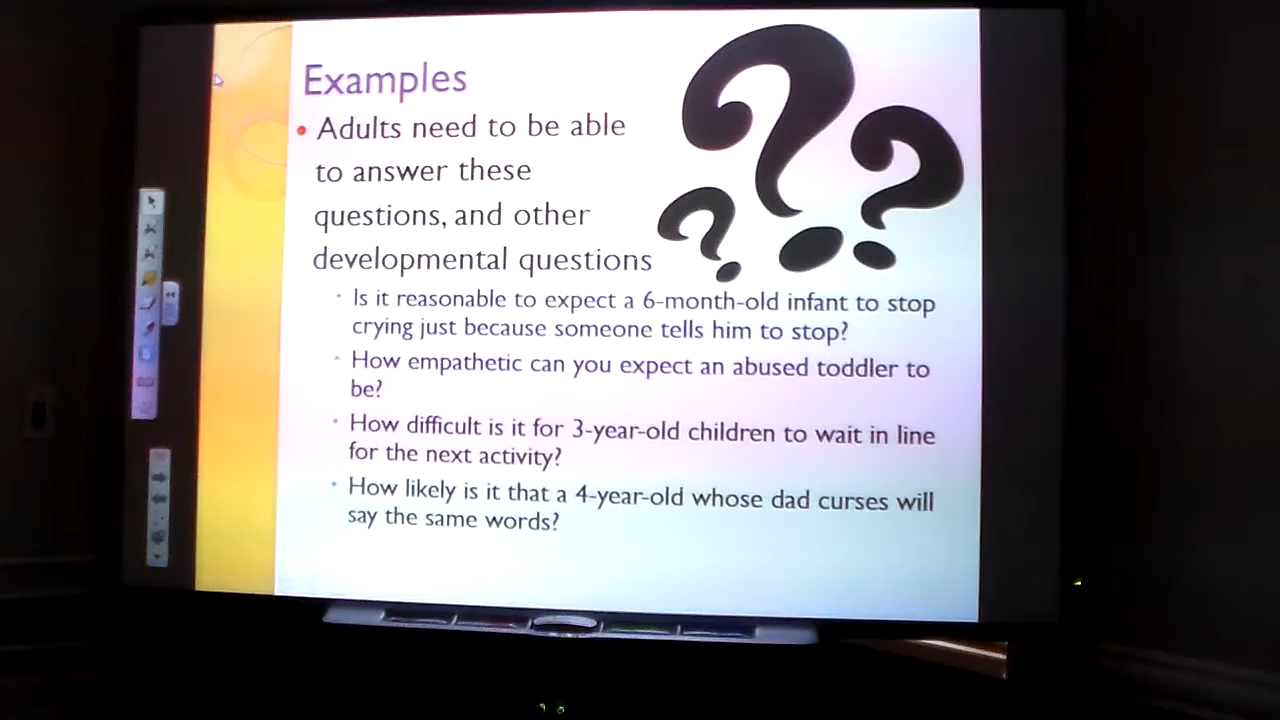 Examples
• Adults need to be able
to answer these
questions, and other
developmental questions
• Is it reasonable to expect a 6-month-old infant to stop
crying just because someone tells him to stop?
• How empathetic can you expect an abused toddler to
be?
• How difficult is it for 3-year-old children to wait in line
for the next activity?
• How likely is it that a 4-year-old whose dad curses will
say the same words?
???